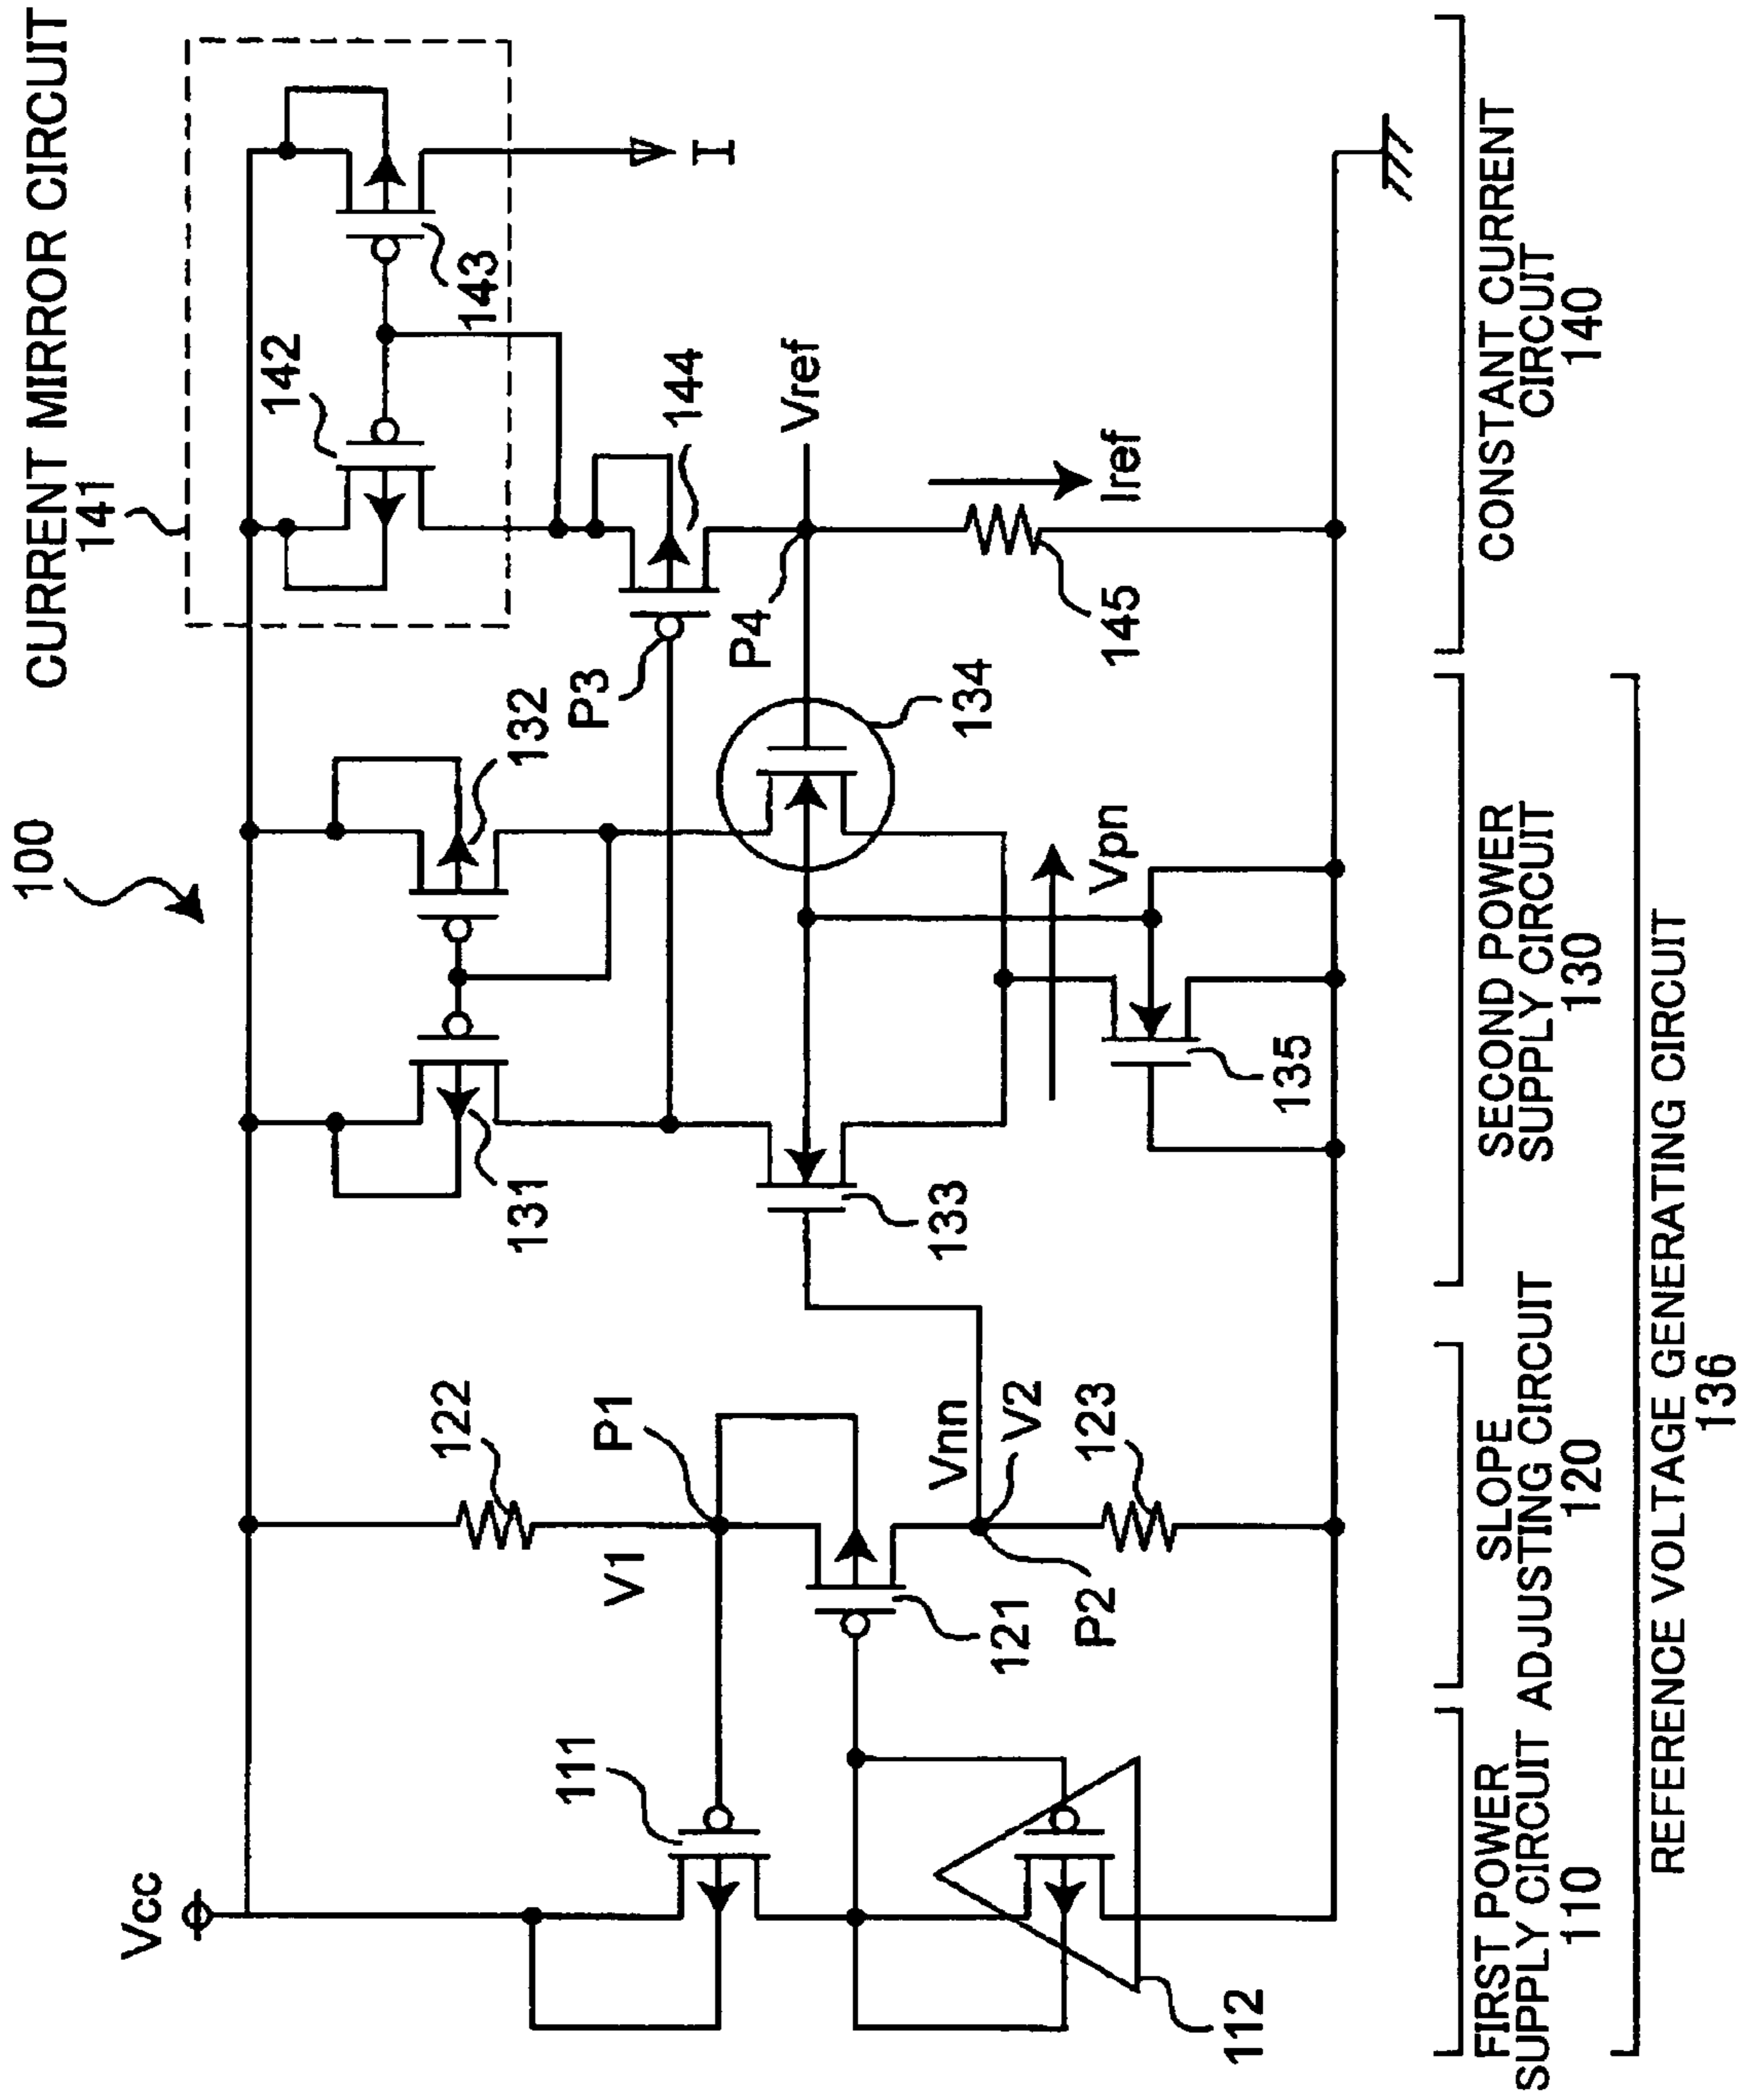 100
CURRENT MIRROR CIRCUIT
141
Vcc
111
112
V1
P1
122
121
P2
Vnn
V2
123
131
132
133
134
135
Vpn
P3
P4
142
143
144
145
Vref
Iref
I
FIRST POWER
SUPPLY CIRCUIT
110
SLOPE
ADJUSTING CIRCUIT
120
SECOND POWER
SUPPLY CIRCUIT
130
CONSTANT CURRENT
CIRCUIT
140
REFERENCE VOLTAGE GENERATING CIRCUIT
136